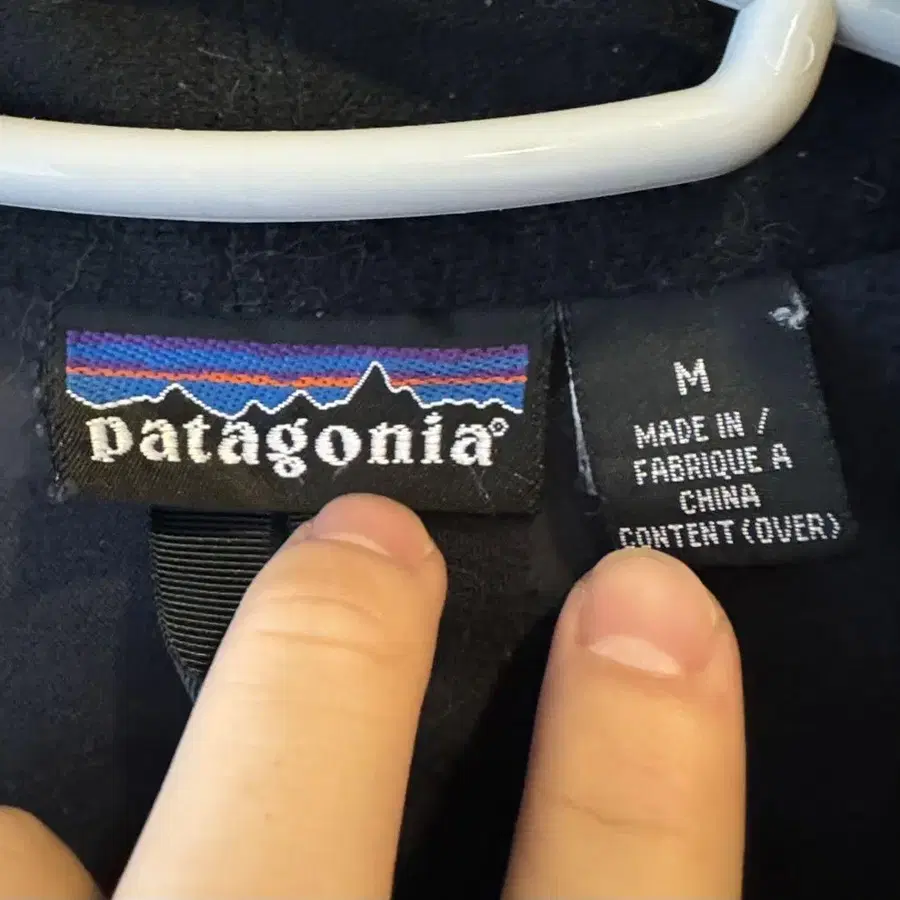 patagonia®
M
MADE IN /
FABRIQUE A
CHINA
CONTENT (OVER)